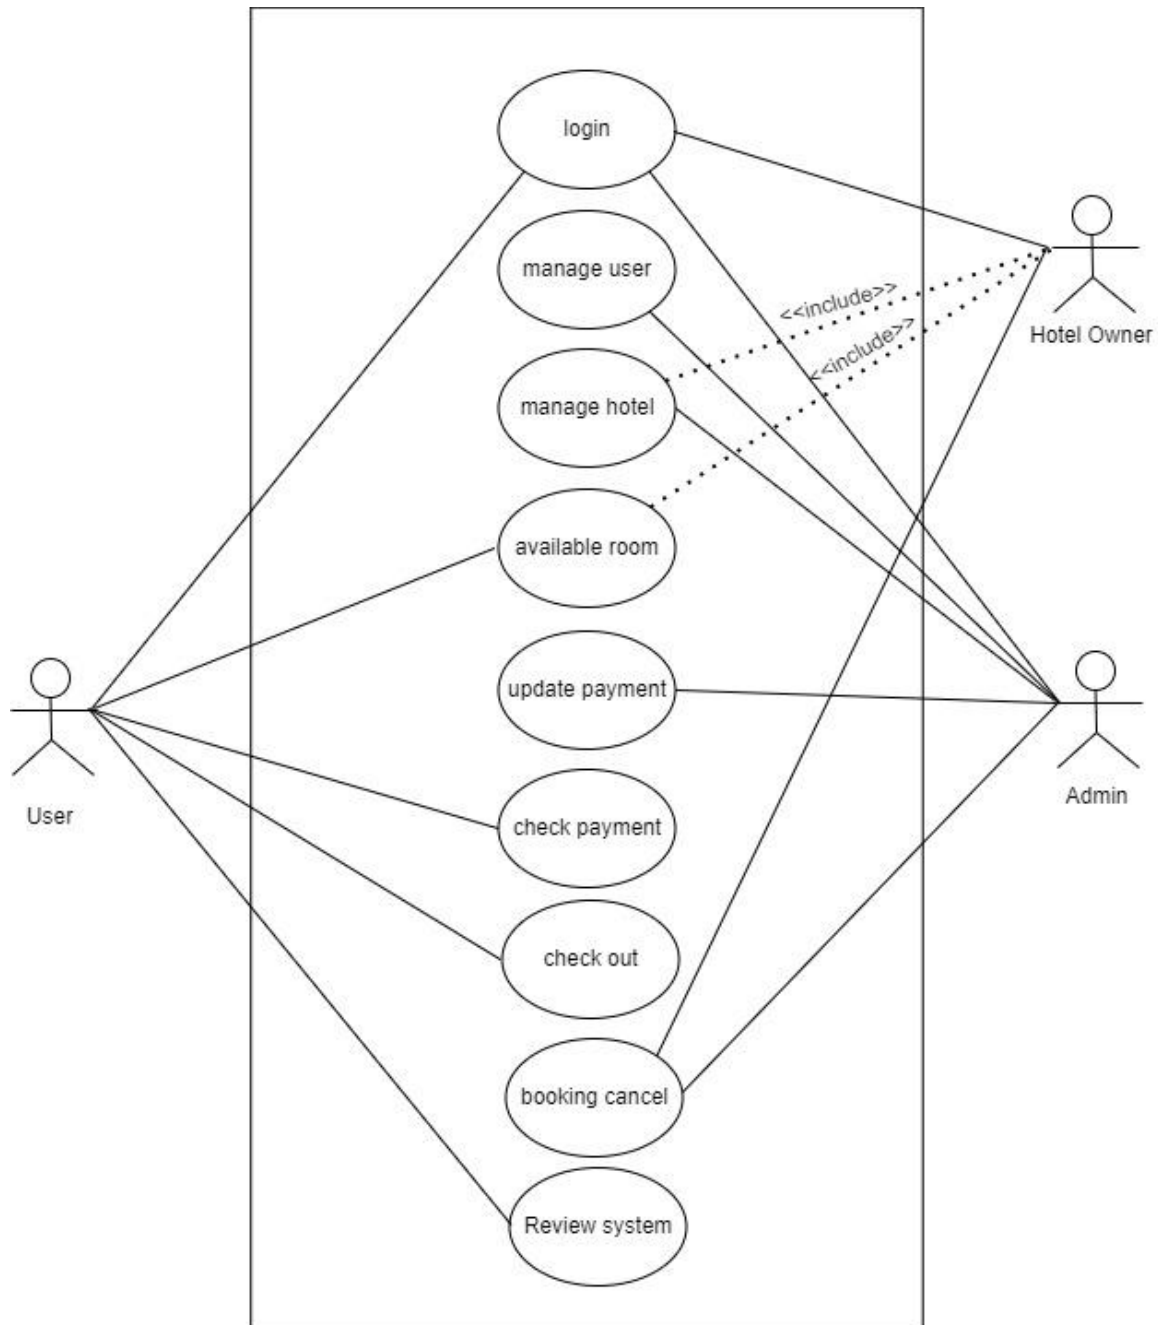 login
manage user
<<include>>
Hotel Owner
<<include>>
manage hotel
available room
update payment
User
Admin
check payment
check out
booking cancel
Review system